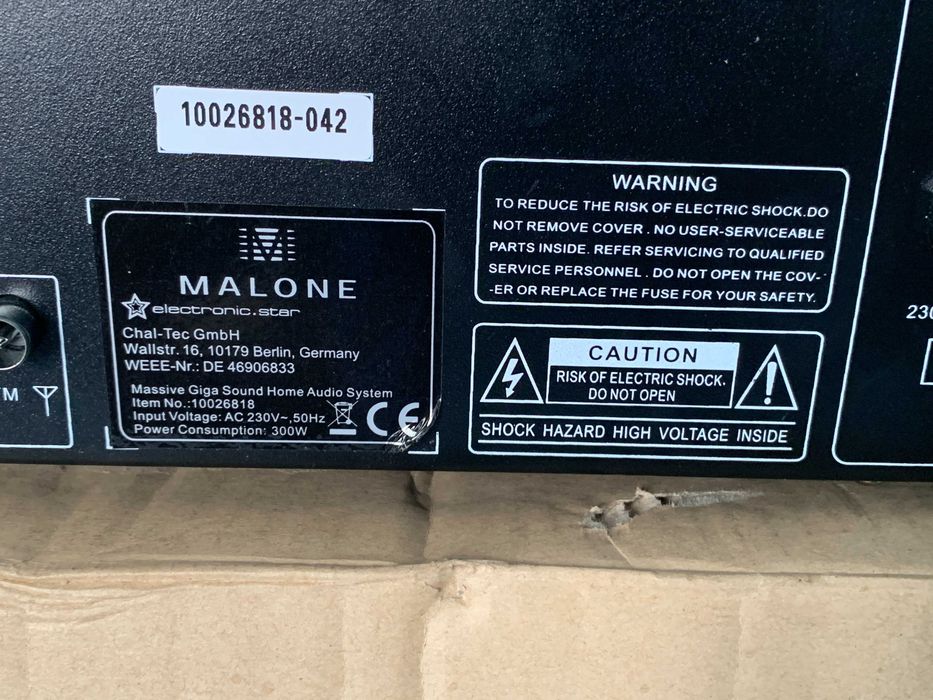 10026818-042
MALONE
electronic.star
Chal-Tec GmbH
Wallstr. 16, 10179 Berlin, Germany
WEEE-Nr.: DE 46906833
Massive Giga Sound Home Audio System
Item No.:10026818
Input Voltage: AC 230V~,50Hz
Power Consumption: 300W
CE
WARNING
TO REDUCE THE RISK OF ELECTRIC SHOCK.DO
NOT REMOVE COVER . NO USER-SERVICEABLE
PARTS INSIDE. REFER SERVICING TO QUALIFIED
SERVICE PERSONNEL . DO NOT OPEN THE COV-
-ER OR REPLACE THE FUSE FOR YOUR SAFETY.
CAUTION
RISK OF ELECTRIC SHOCK,
DO NOT OPEN
SHOCK HAZARD HIGH VOLTAGE INSIDE
230